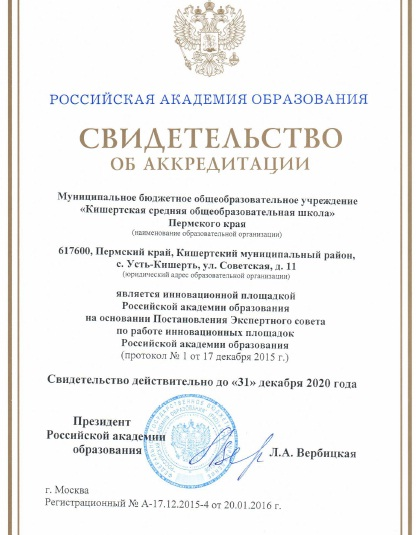 РОССИЙСКАЯ АКАДЕМИЯ ОБРАЗОВАНИЯ
СВИДЕТЕЛЬСТВО
ОБ АККРЕДИТАЦИИ
Муниципальное бюджетное общеобразовательное учреждение
«Кишертская средняя общеобразовательная школа»
Пермского края
(наименование образовательной организации)
617600, Пермский край, Кишертский муниципальный район,
с. Усть-Кишерть, ул. Советская, д. 11
(юридический адрес образовательной организации)
является инновационной площадкой
Российской академии образования
на основании Постановления Экспертного совета
по работе инновационных площадок
Российской академии образования
(протокол № 1 от 17 декабря 2015 г.)
Свидетельство действительно до «31» декабря 2020 года
Президент
Российской академии
образования
Л.А. Вербицкая
г. Москва
Регистрационный № А-17.12.2015-4 от 20.01.2016 г.